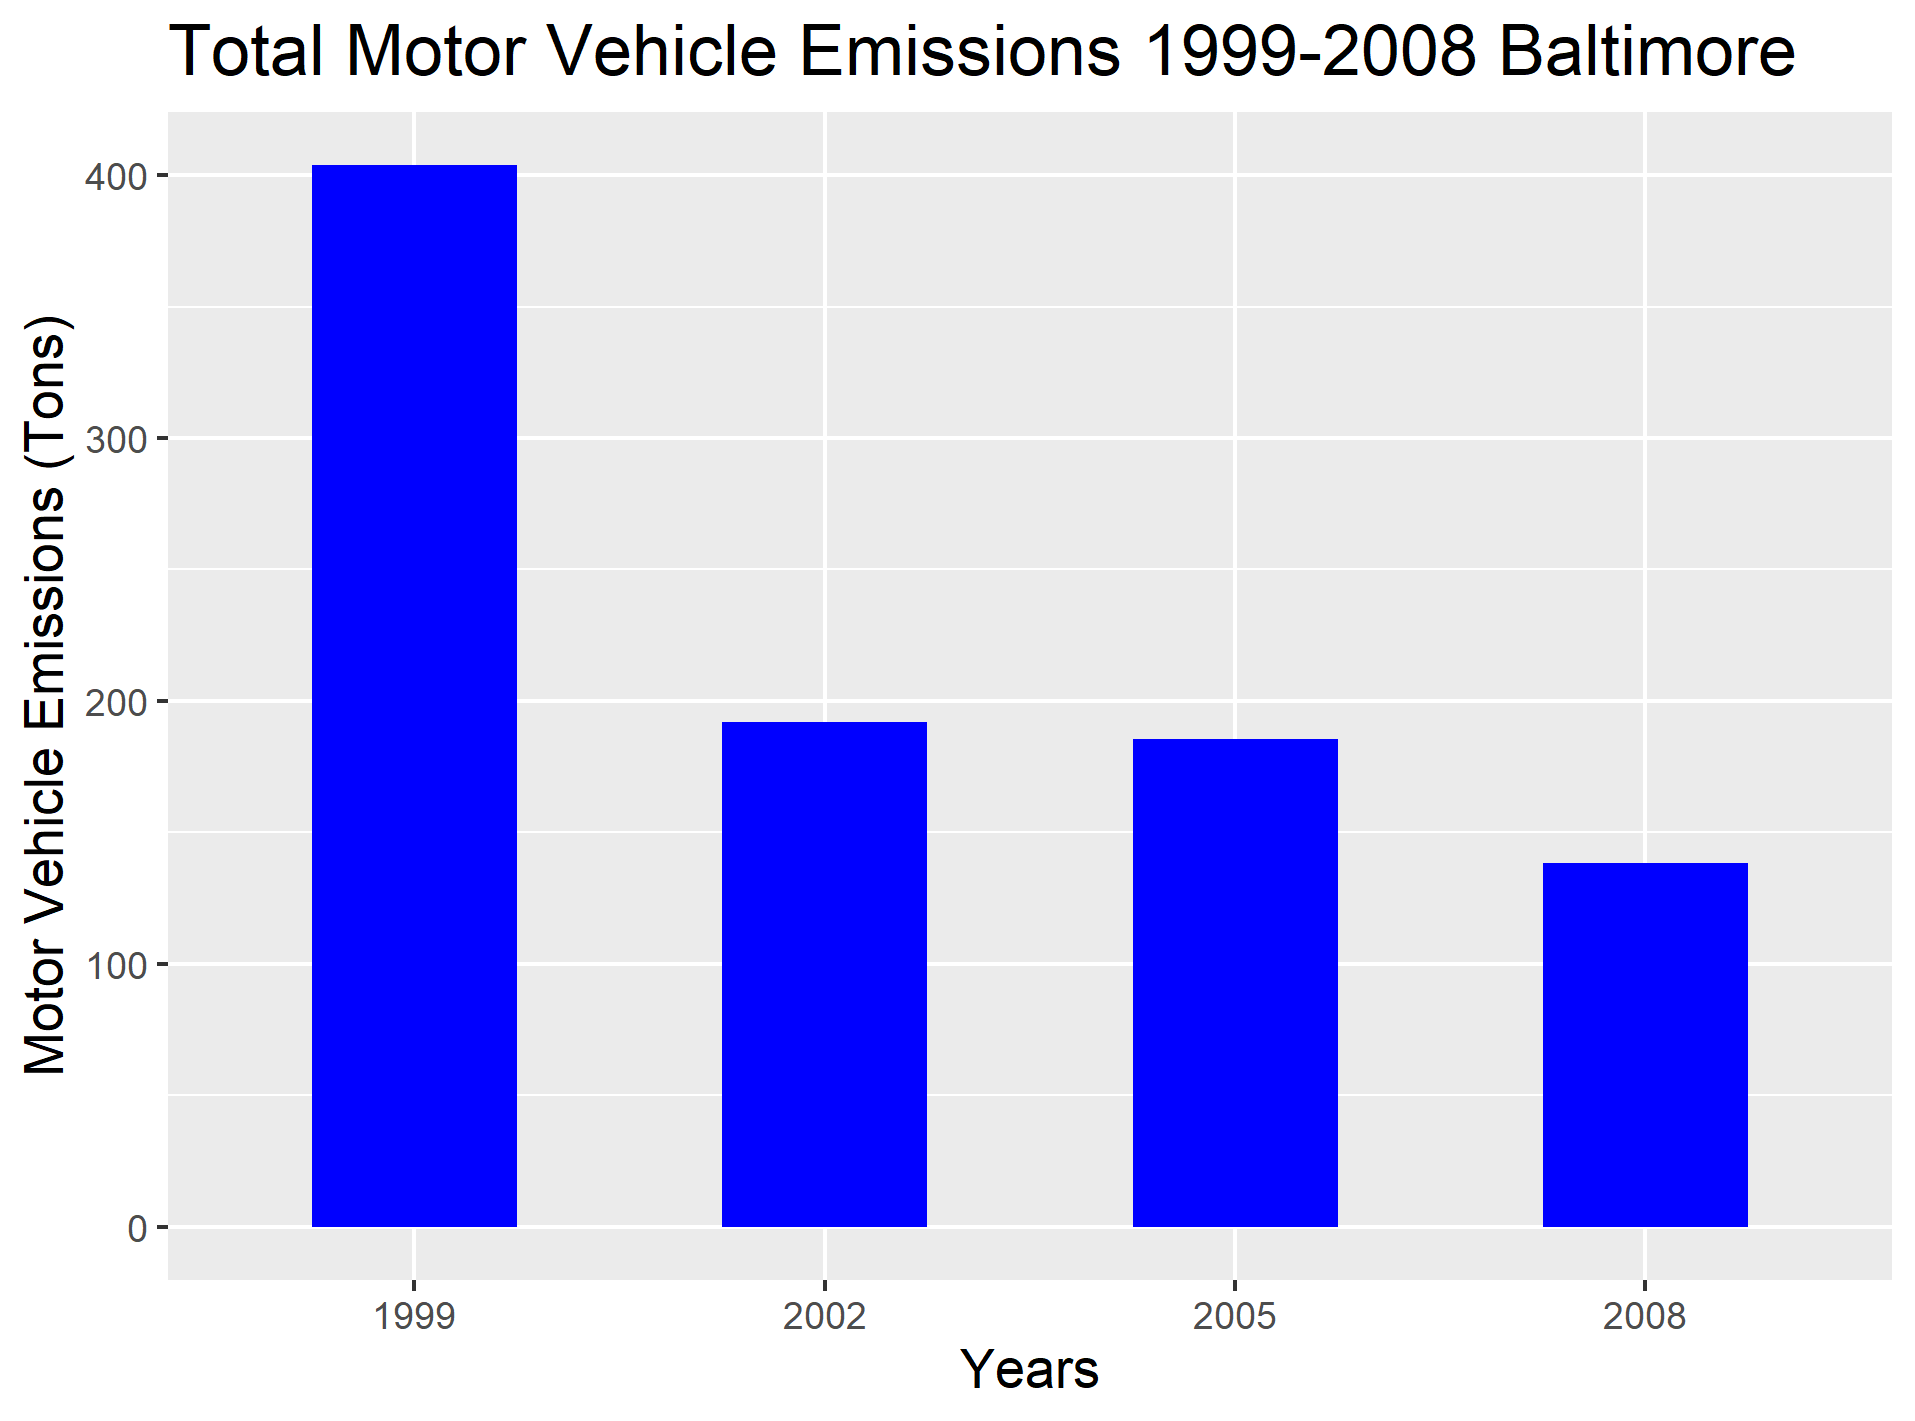 Total Motor Vehicle Emissions 1999-2008 Baltimore
Motor Vehicle Emissions (Tons)
400
300
200
100
0
1999 2002 2005 2008
Years